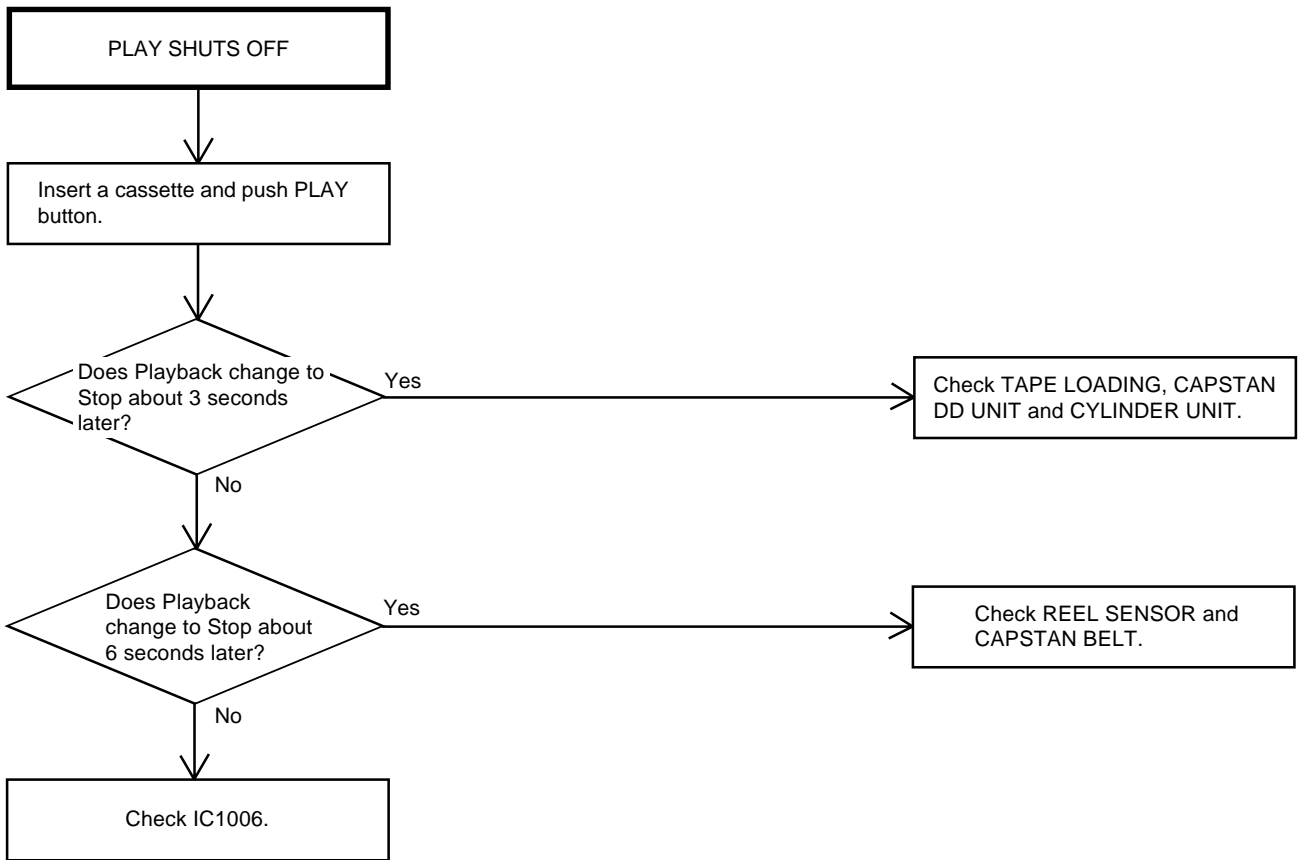 PLAY SHUTS OFF
Insert a cassette and push PLAY
button.
Does Playback change to
Stop about 3 seconds
later?
Yes
Check TAPE LOADING, CAPSTAN
DD UNIT and CYLINDER UNIT.
No
Does Playback
change to Stop about
6 seconds later?
Yes
Check REEL SENSOR and
CAPSTAN BELT.
No
Check IC1006.